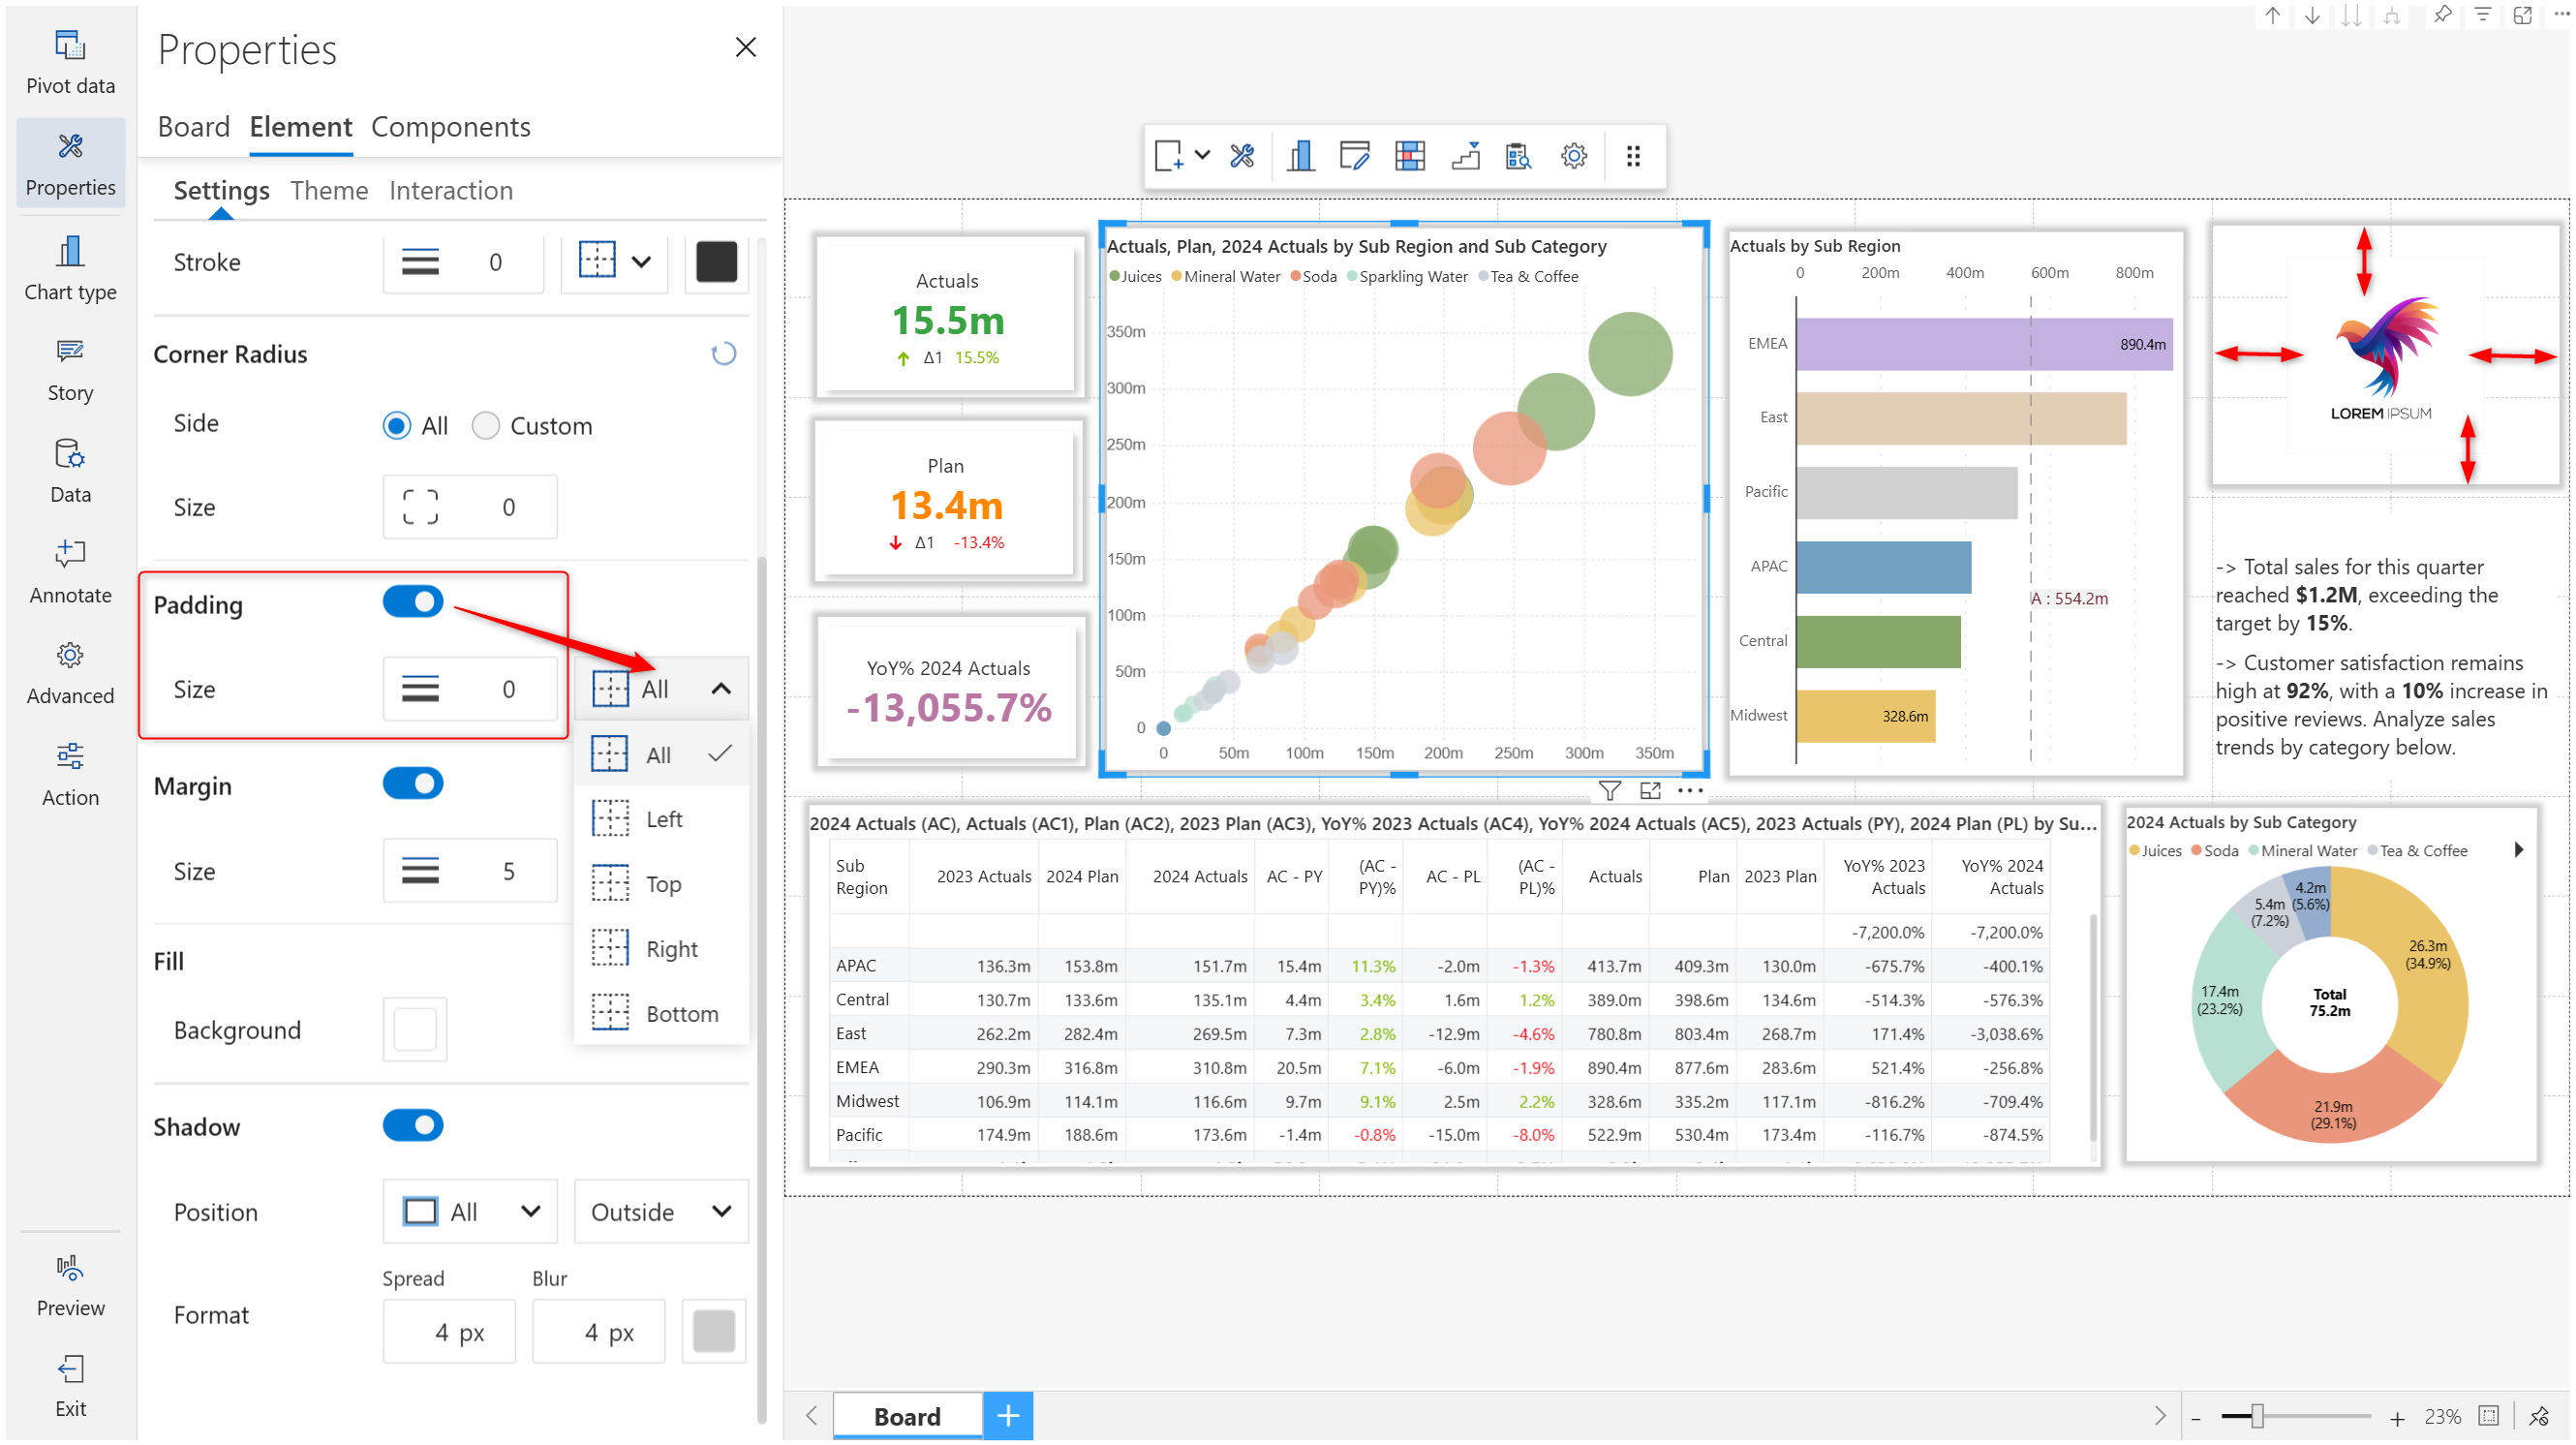 Pivot data
Properties
Chart type
Story
Data
Annotate
Advanced
Action
Preview
Exit
Properties
Board Element Components
Settings Theme Interaction
Stroke 0
Corner Radius
Side All Custom
Size 0
Padding
Size 0 All
All
Left
Top
Right
Bottom
Margin
Size 5
Fill
Background
Shadow
Position All Outside
Spread Blur
Format 4 px 4 px
Actuals
15.5m
Δ1 15.5%
Plan
13.4m
Δ1 -13.4%
YoY% 2024 Actuals
-13,055.7%
Actuals, Plan, 2024 Actuals by Sub Region and Sub Category
Juices Mineral Water Soda Sparkling Water Tea & Coffee
350m
300m
250m
200m
150m
100m
50m
0
0 50m 100m 150m 200m 250m 300m 350m
Actuals by Sub Region
0 200m 400m 600m 800m
EMEA 890.4m
East
Pacific
APAC
A : 554.2m
Central
Midwest 328.6m
LOREM IPSUM
-> Total sales for this quarter
reached $1.2M, exceeding the
target by 15%.
-> Customer satisfaction remains
high at 92%, with a 10% increase in
positive reviews. Analyze sales
trends by category below.
2024 Actuals (AC), Actuals (AC1), Plan (AC2), 2023 Plan (AC3), YoY% 2023 Actuals (AC4), YoY% 2024 Actuals (AC5), 2023 Actuals (PY), 2024 Plan (PL) by Su...
Sub Region 2023 Actuals 2024 Plan 2024 Actuals AC - PY (AC - PY)% AC - PL (AC - PL)% Actuals Plan 2023 Plan YoY% 2023 Actuals YoY% 2024 Actuals
-7,200.0% -7,200.0%
APAC 136.3m 153.8m 151.7m 15.4m 11.3% -2.0m -1.3% 413.7m 409.3m 130.0m -675.7% -400.1%
Central 130.7m 133.6m 135.1m 4.4m 3.4% 1.6m 1.2% 389.0m 398.6m 134.6m -514.3% -576.3%
East 262.2m 282.4m 269.5m 7.3m 2.8% -12.9m -4.6% 780.8m 803.4m 268.7m 171.4% -3,038.6%
EMEA 290.3m 316.8m 310.8m 20.5m 7.1% -6.0m -1.9% 890.4m 877.6m 283.6m 521.4% -256.8%
Midwest 106.9m 114.1m 116.6m 9.7m 9.1% 2.5m 2.2% 328.6m 335.2m 117.1m -816.2% -709.4%
Pacific 174.9m 188.6m 173.6m -1.4m -0.8% -15.0m -8.0% 522.9m 530.4m 173.4m -116.7% -874.5%
2024 Actuals by Sub Category
Juices Soda Mineral Water Tea & Coffee
4.2m
(5.6%)
5.4m
(7.2%)
26.3m
(34.9%)
17.4m
(23.2%)
Total
75.2m
21.9m
(29.1%)
Board
- + 23%